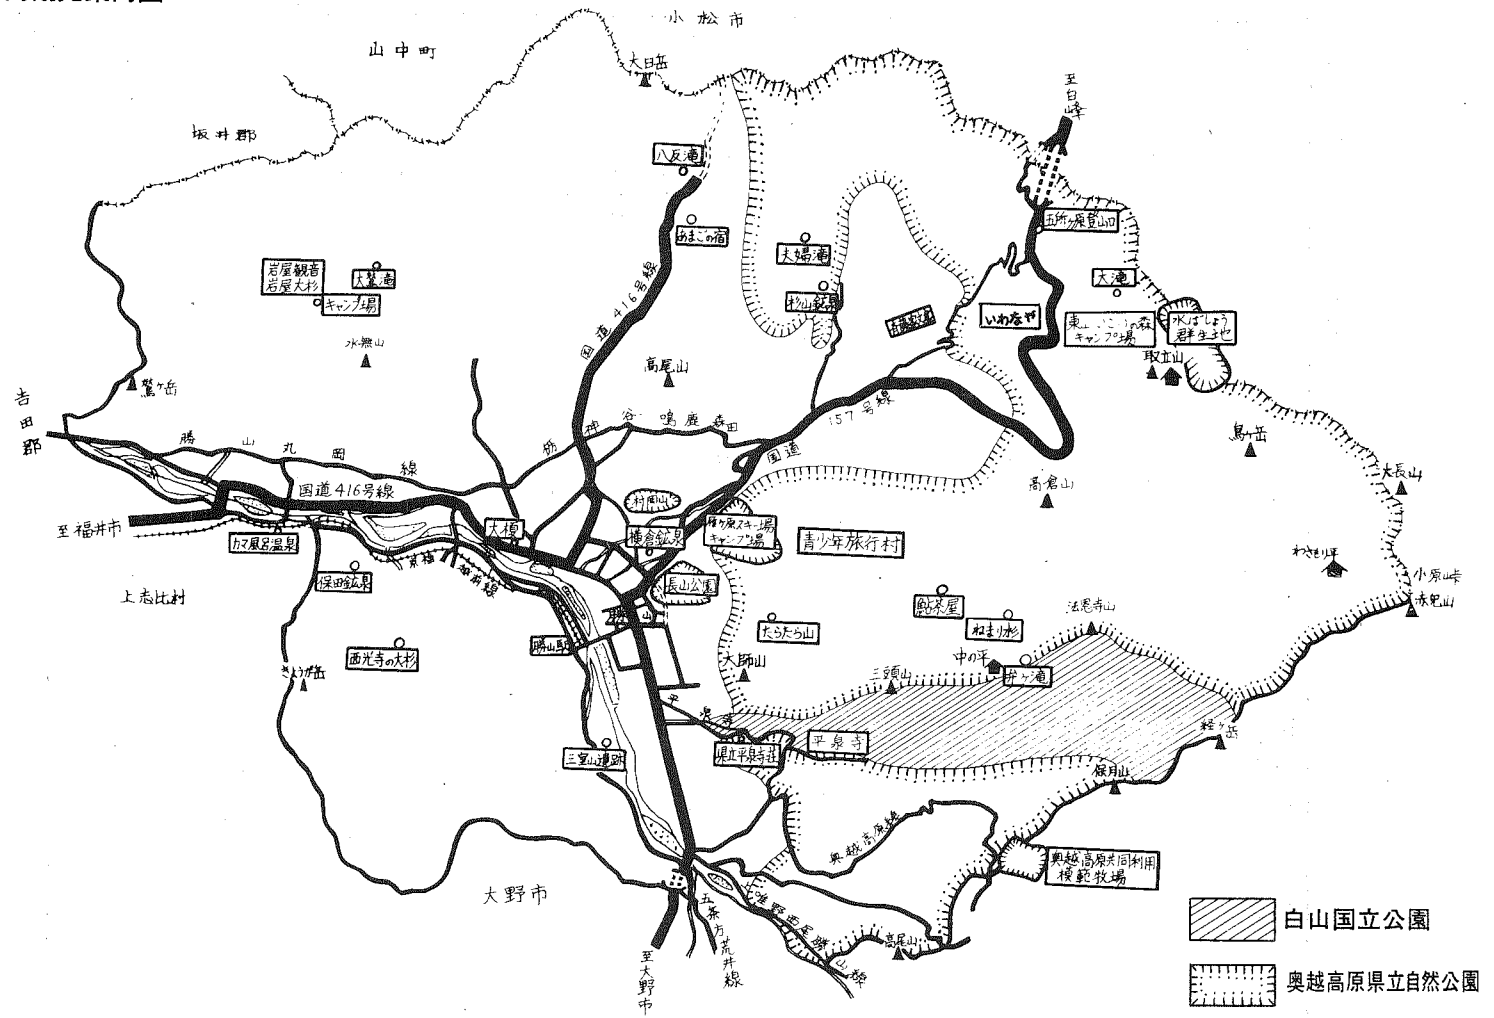 小松市
山中町
大日岳
至白峰
坂井郡
八反滝
あまごの宿
五所ヶ原登山口
夫婦滝
大滝
岩屋観音
岩屋大杉
大鷲滝
キャンプ場
杉山鉱泉
いわなや
東山いこいの森
キャンプ場
水ばしょう
群生地
取立山
国道416号線
水無山
高尾山
鷲ヶ岳
吉田郡
157号線
国道
勝山丸岡線
栃神谷鳴鹿森田
鳥ヶ岳
大長山
国道416号線
高倉山
村岡山
至福井市
大榎
横倉鉱泉
雁ヶ原スキー場
キャンプ場
青少年旅行村
カマ風呂温泉
京福
越前線
わさもり平
小原峠
赤兎山
保田鉱泉
長山公園
上志比村
鮎茶屋
法恩寺山
たらたら山
ねまり杉
勝山駅
西光寺の大杉
大師山
中の平
弁ヶ滝
きょうが岳
三頭山
平泉寺
経ヶ岳
三室山遺跡
県立平泉寺荘
平泉寺
保月山
奥越高原線
奥越高原共同利用
模範牧場
大野市
唯野西尾勝山線
五条方荒井線
高尾山
至大野市
白山国立公園
奥越高原県立自然公園